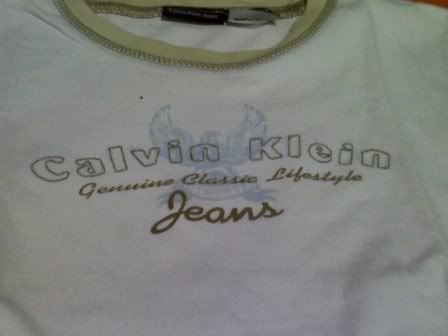 Calvin Klein
Genuine Classic Lifestyle
Jeans